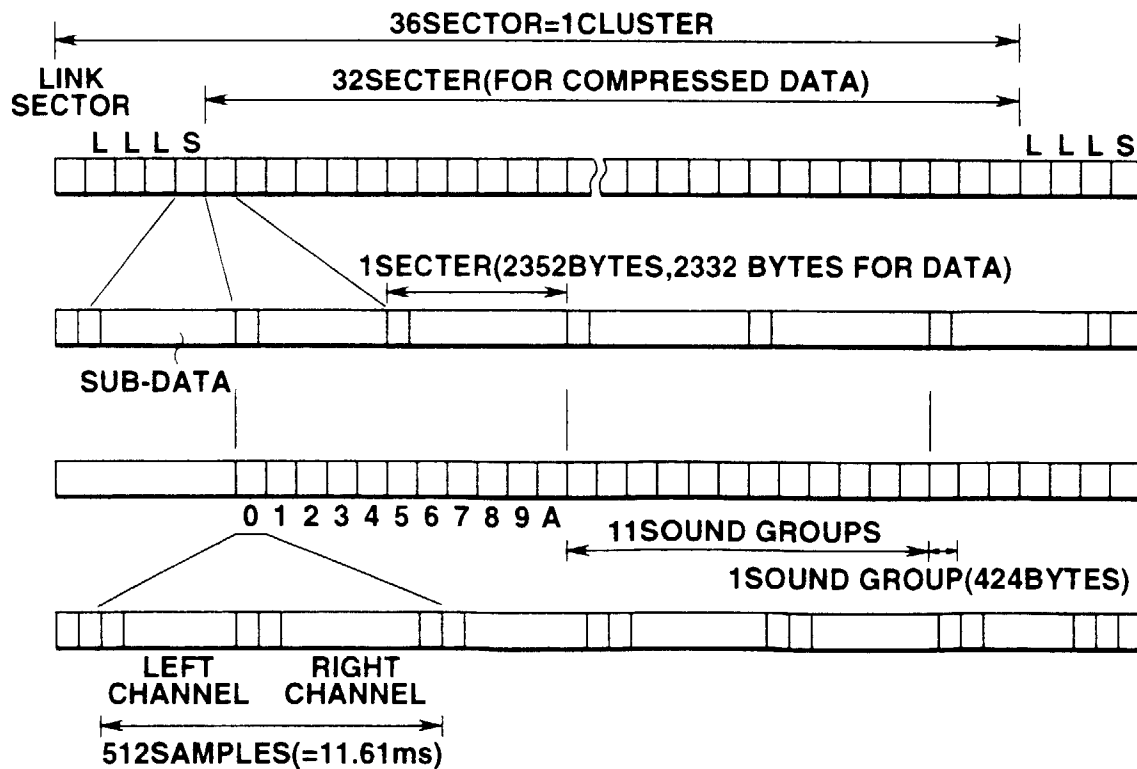 36SECTOR=1CLUSTER
LINK
SECTOR
32SECTER(FOR COMPRESSED DATA)
L L L S
L L L S
1SECTER(2352BYTES,2332 BYTES FOR DATA)
SUB-DATA
0 1 2 3 4 5 6 7 8 9 A
11SOUND GROUPS
1SOUND GROUP(424BYTES)
LEFT
CHANNEL
RIGHT
CHANNEL
512SAMPLES(=11.61ms)